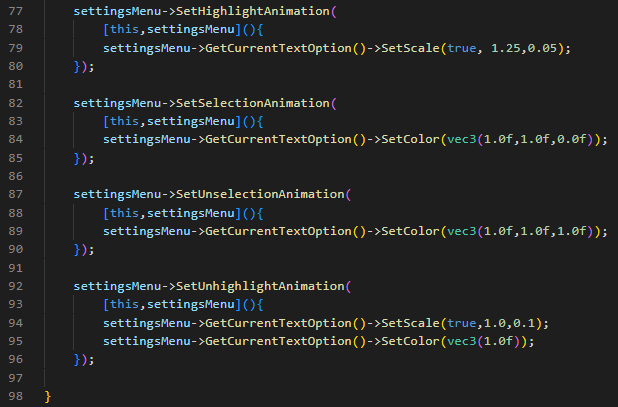 77 settingsMenu->SetHighlightAnimation(
78 [this,settingsMenu](){
79 settingsMenu->GetCurrentTextOption()->SetScale(true, 1.25,0.05);
80 });
81
82 settingsMenu->SetSelectionAnimation(
83 [this,settingsMenu](){
84 settingsMenu->GetCurrentTextOption()->SetColor(vec3(1.0f,1.0f,0.0f));
85 });
86
87 settingsMenu->SetUnselectionAnimation(
88 [this,settingsMenu](){
89 settingsMenu->GetCurrentTextOption()->SetColor(vec3(1.0f,1.0f,1.0f));
90 });
91
92 settingsMenu->SetUnhighlightAnimation(
93 [this,settingsMenu](){
94 settingsMenu->GetCurrentTextOption()->SetScale(true,1.0,0.1);
95 settingsMenu->GetCurrentTextOption()->SetColor(vec3(1.0f));
96 });
97
98 }